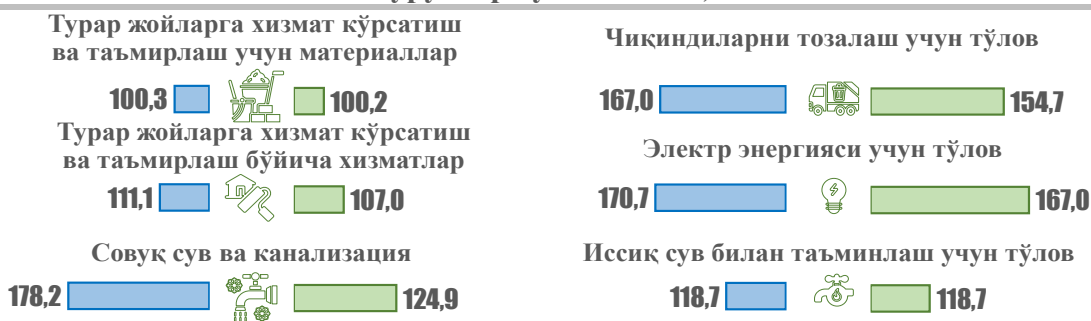 Турар жойларга хизмат кўрсатиш
ва таъмирлаш учун материаллар
100,3 100,2
Турар жойларга хизмат кўрсатиш
ва таъмирлаш бўйича хизматлар
111,1 107,0
Совуқ сув ва канализация
178,2 124,9
Чиқиндиларни тозалаш учун тўлов
167,0 154,7
Электр энергияси учун тўлов
170,7 167,0
Иссиқ сув билан таъминлаш учун тўлов
118,7 118,7